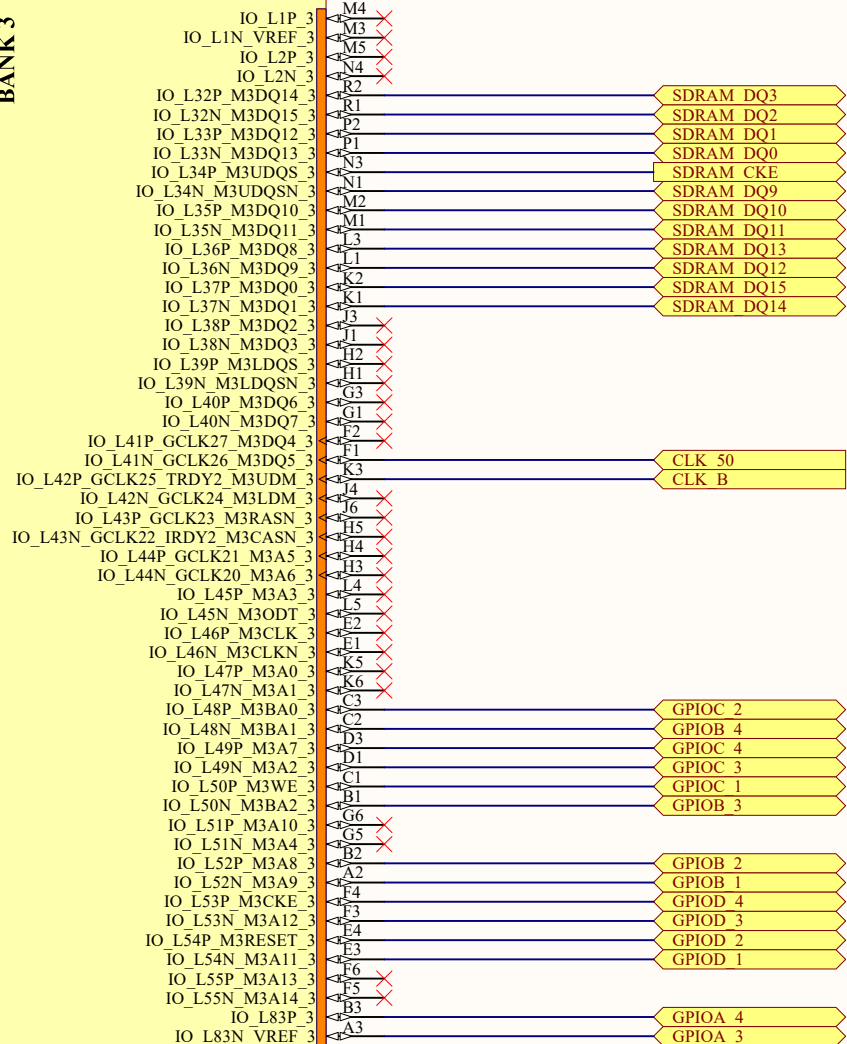 BANK 3
IO_L1P_3 M4
IO_L1N_VREF_3 M3
IO_L2P_3 M5
IO_L2N_3 N4
IO_L32P_M3DQ14_3 R2 SDRAM_DQ3
IO_L32N_M3DQ15_3 R1 SDRAM_DQ2
IO_L33P_M3DQ12_3 P2 SDRAM_DQ1
IO_L33N_M3DQ13_3 P1 SDRAM_DQ0
IO_L34P_M3UDQS_3 N3 SDRAM_CKE
IO_L34N_M3UDQSN_3 N1 SDRAM_DQ9
IO_L35P_M3DQ10_3 M2 SDRAM_DQ10
IO_L35N_M3DQ11_3 M1 SDRAM_DQ11
IO_L36P_M3DQ8_3 L3 SDRAM_DQ13
IO_L36N_M3DQ9_3 L1 SDRAM_DQ12
IO_L37P_M3DQ0_3 K2 SDRAM_DQ15
IO_L37N_M3DQ1_3 K1 SDRAM_DQ14
IO_L38P_M3DQ2_3 J3
IO_L38N_M3DQ3_3 J1
IO_L39P_M3LDQS_3 H2
IO_L39N_M3LDQSN_3 H1
IO_L40P_M3DQ6_3 G3
IO_L40N_M3DQ7_3 G1
IO_L41P_GCLK27_M3DQ4_3 F2
IO_L41N_GCLK26_M3DQ5_3 F1 CLK_50
IO_L42P_GCLK25_TRDY2_M3UDM_3 K3 CLK_B
IO_L42N_GCLK24_M3LDM_3 J4
IO_L43P_GCLK23_M3RASN_3 J6
IO_L43N_GCLK22_IRDY2_M3CASN_3 H5
IO_L44P_GCLK21_M3A5_3 H4
IO_L44N_GCLK20_M3A6_3 H3
IO_L45P_M3A3_3 L4
IO_L45N_M3ODT_3 L5
IO_L46P_M3CLK_3 E2
IO_L46N_M3CLKN_3 E1
IO_L47P_M3A0_3 K5
IO_L47N_M3A1_3 K6
IO_L48P_M3BA0_3 C3 GPIOC_2
IO_L48N_M3BA1_3 C2 GPIOB_4
IO_L49P_M3A7_3 D3 GPIOC_4
IO_L49N_M3A2_3 D1 GPIOC_3
IO_L50P_M3WE_3 C1 GPIOC_1
IO_L50N_M3BA2_3 B1 GPIOB_3
IO_L51P_M3A10_3 G6
IO_L51N_M3A4_3 G5
IO_L52P_M3A8_3 B2 GPIOB_2
IO_L52N_M3A9_3 A2 GPIOB_1
IO_L53P_M3CKE_3 F4 GPIOD_4
IO_L53N_M3A12_3 F3 GPIOD_3
IO_L54P_M3RESET_3 E4 GPIOD_2
IO_L54N_M3A11_3 E3 GPIOD_1
IO_L55P_M3A13_3 F6
IO_L55N_M3A14_3 F5
IO_L83P_3 B3 GPIOA_4
IO_L83N_VREF_3 A3 GPIOA_3